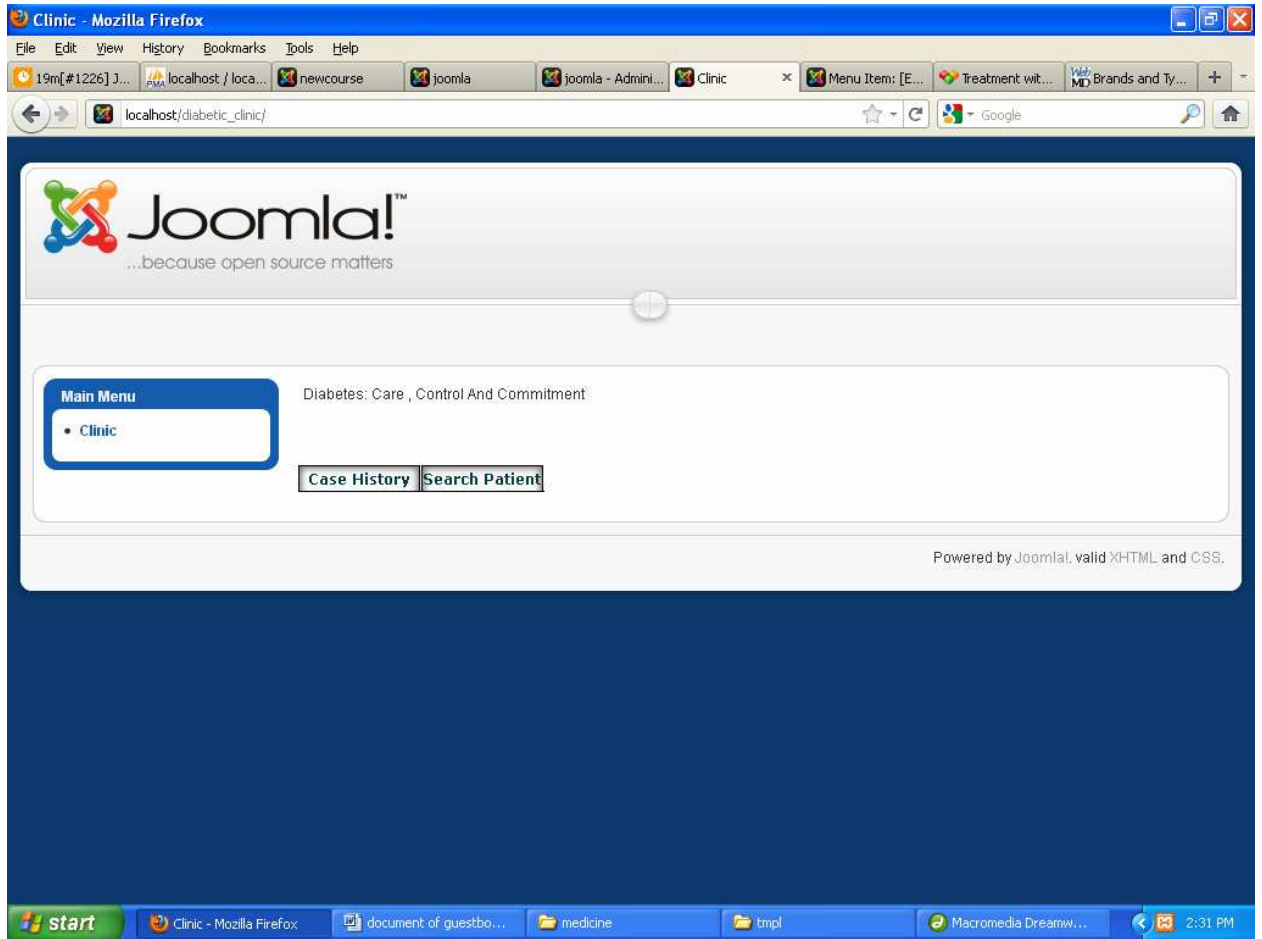 Clinic - Mozilla Firefox
File Edit View History Bookmarks Tools Help
19m[#1226] J... localhost / loca... newcourse joomla joomla - Admini... Clinic Menu Item: [E... Treatment wit... Brands and Ty...
localhost/diabetic_clinic/ Google
Joomla!™
...because open source matters
Main Menu
Clinic
Diabetes: Care , Control And Commitment
Case History Search Patient
Powered by Joomla!. valid XHTML and CSS.
start Clinic - Mozilla Firefox document of guestbo... medicine tmpl Macromedia Dreamw... 2:31 PM